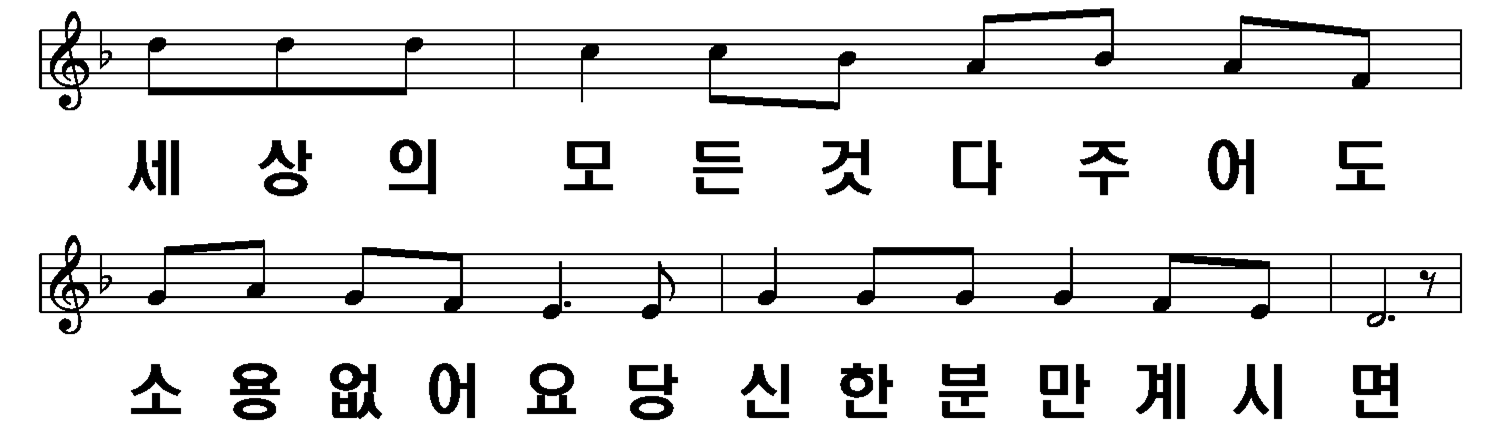 세 상 의 모 든 것 다 주 어 도
소 용 없 어 요 당 신 한 분 만 계 시 면